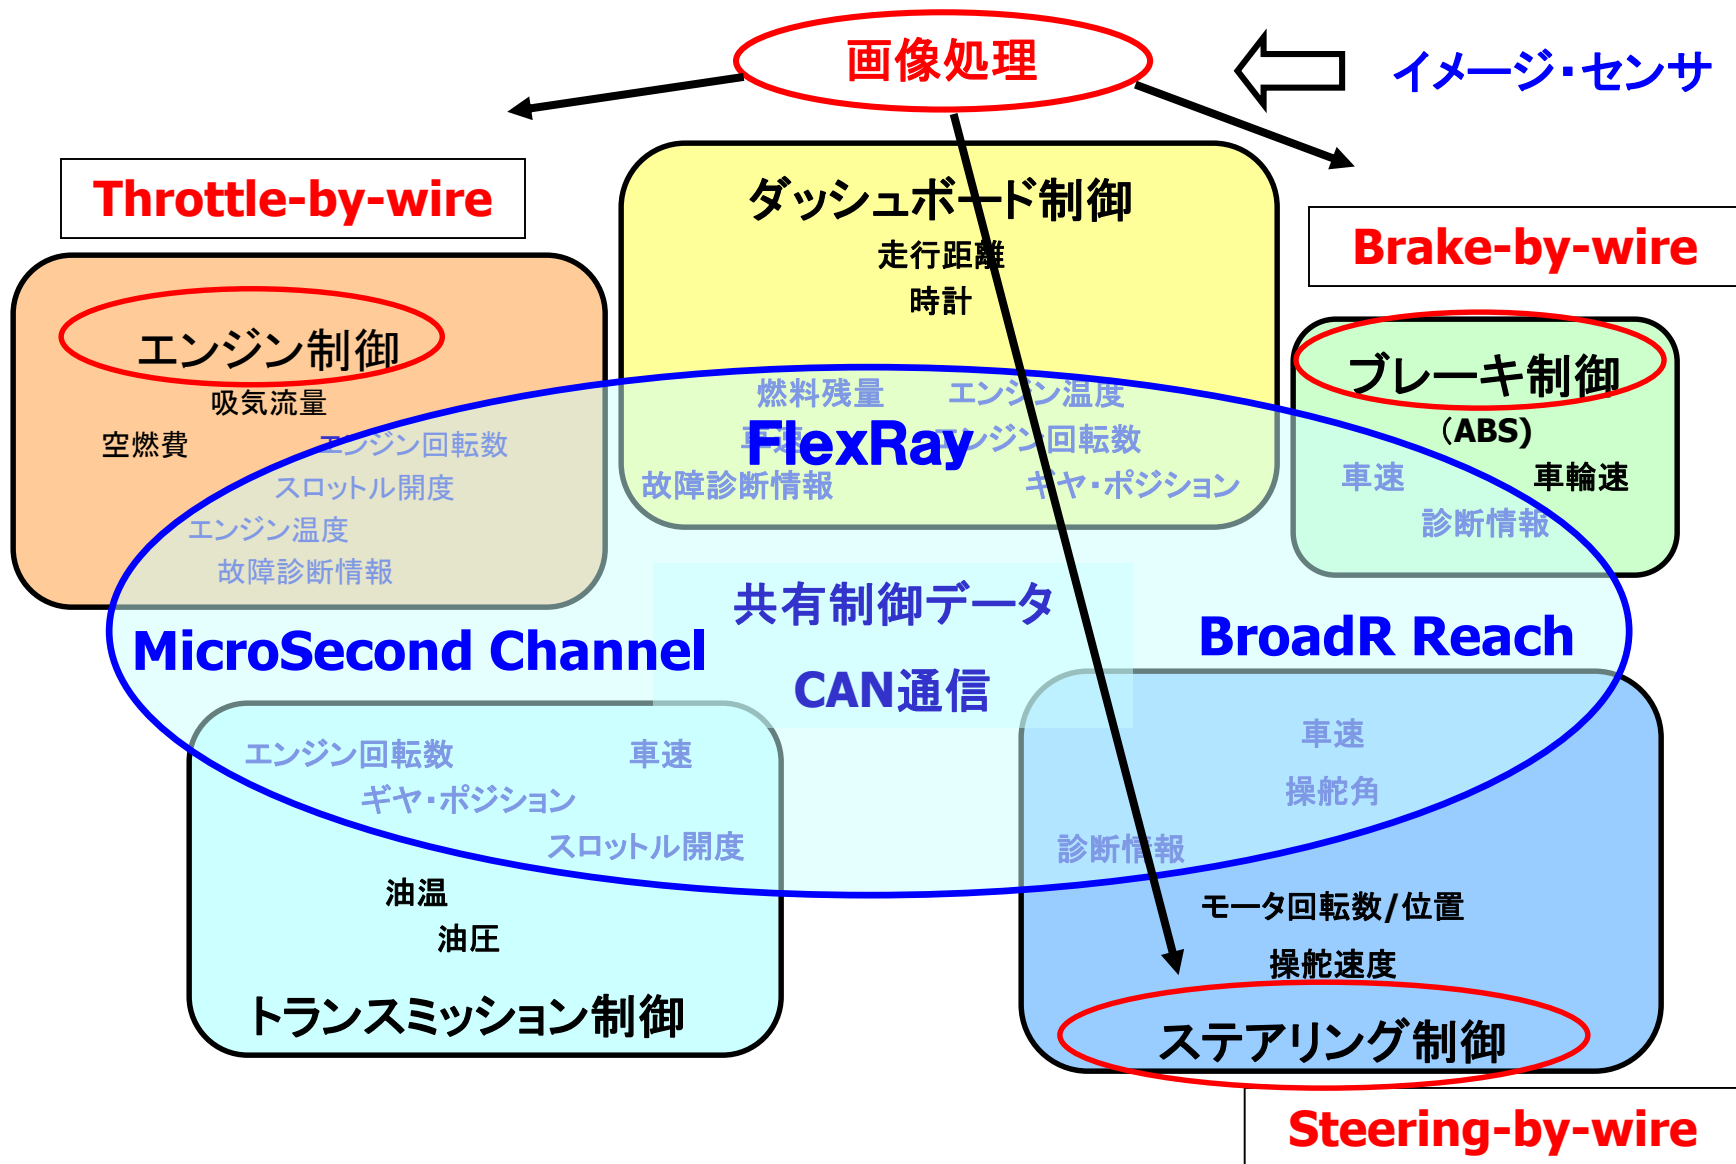 画像処理
イメージ・センサ
Throttle-by-wire
ダッシュボード制御
走行距離
時計
Brake-by-wire
エンジン制御
吸気流量
空燃費 エンジン回転数
スロットル開度
エンジン温度
故障診断情報
燃料残量 エンジン温度
車速 エンジン回転数
FlexRay
故障診断情報 ギヤ・ポジション
ブレーキ制御
(ABS)
車速 車輪速
診断情報
共有制御データ
CAN通信
MicroSecond Channel
BroadR Reach
エンジン回転数 車速
ギヤ・ポジション
スロットル開度
油温
油圧
トランスミッション制御
車速
操舵角
診断情報
モータ回転数/位置
操舵速度
ステアリング制御
Steering-by-wire